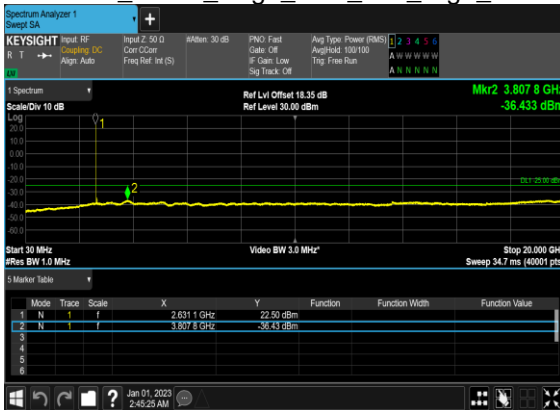 Spectrum Analyzer 1
Swept SA
+
KEYSIGHT Input: RF Input Z: 50 Ω #Atten: 30 dB PNO: Fast Avg Type: Power (RMS) 1 2 3 4 5 6
R T Coupling: DC Corr CCorr Gate: Off Avg|Hold: 100/100 A W W W W W
Align: Auto Freq Ref: Int (S) IF Gain: Low Trig: Free Run
Sig Track: Off A N N N N N
1 Spectrum Ref Lvl Offset 18.35 dB Mkr2 3.807 8 GHz
Scale/Div 10 dB Ref Level 30.00 dBm -36.433 dBm
Log
20.0
10.0
0.00
-10.0
-20.0
-30.0
-40.0
-50.0
-60.0
1
2
DL1 -25.00 dBm
Start 30 MHz Video BW 3.0 MHz* Stop 20.000 GH
#Res BW 1.0 MHz Sweep 34.7 ms (40001 pts
5 Marker Table
Mode Trace Scale X Y Function Function Width Function Value
1 N 1 f 2.631 1 GHz 22.50 dBm
2 N 1 f 3.807 8 GHz -36.43 dBm
3
4
5
6
? Jan 01, 2023
2:45:25 AM